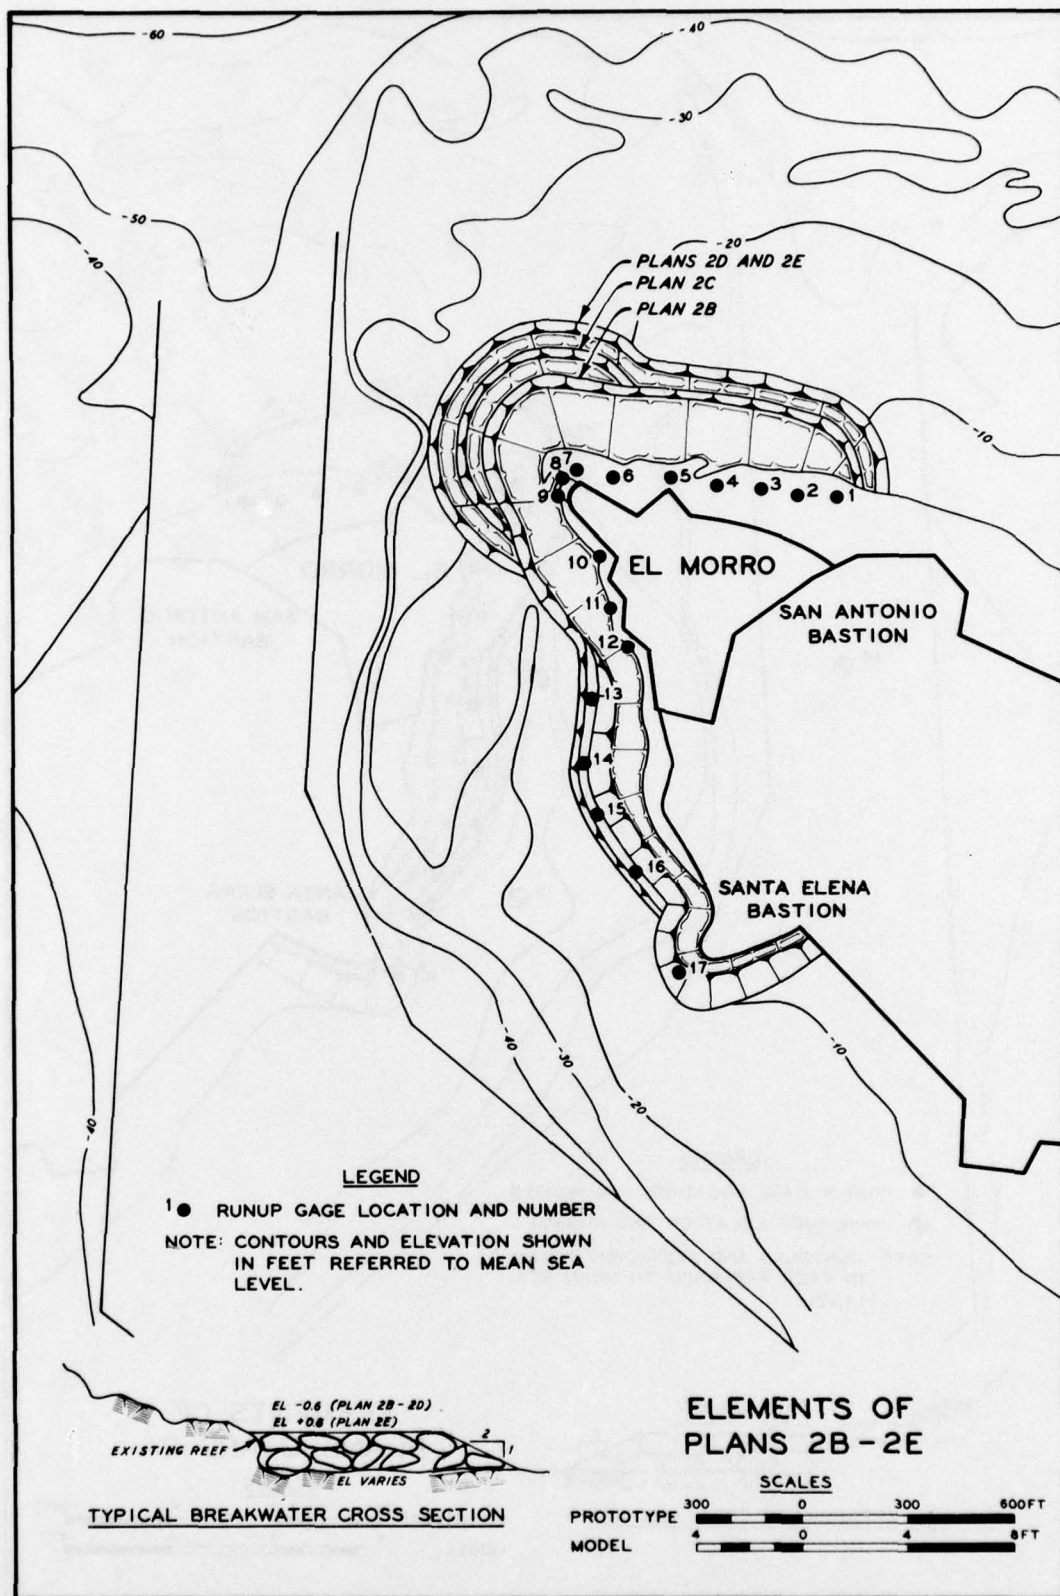 -60
-40
-30
-50
-40
-20
PLANS 2D AND 2E
PLAN 2C
PLAN 2B
-10
8 7 6 5 4 3 2 1
9
10
EL MORRO
11
SAN ANTONIO
BASTION
12
13
14
15
16
SANTA ELENA
BASTION
17
-40
-30
-20
-10
-40
LEGEND
1 ● RUNUP GAGE LOCATION AND NUMBER
NOTE: CONTOURS AND ELEVATION SHOWN
IN FEET REFERRED TO MEAN SEA
LEVEL.
EL -0.6 (PLAN 2B-2D)
EL +0.6 (PLAN 2E)
2
1
EXISTING REEF
EL VARIES
TYPICAL BREAKWATER CROSS SECTION
ELEMENTS OF
PLANS 2B-2E
SCALES
PROTOTYPE 300 0 300 600FT
MODEL 4 0 4 8FT